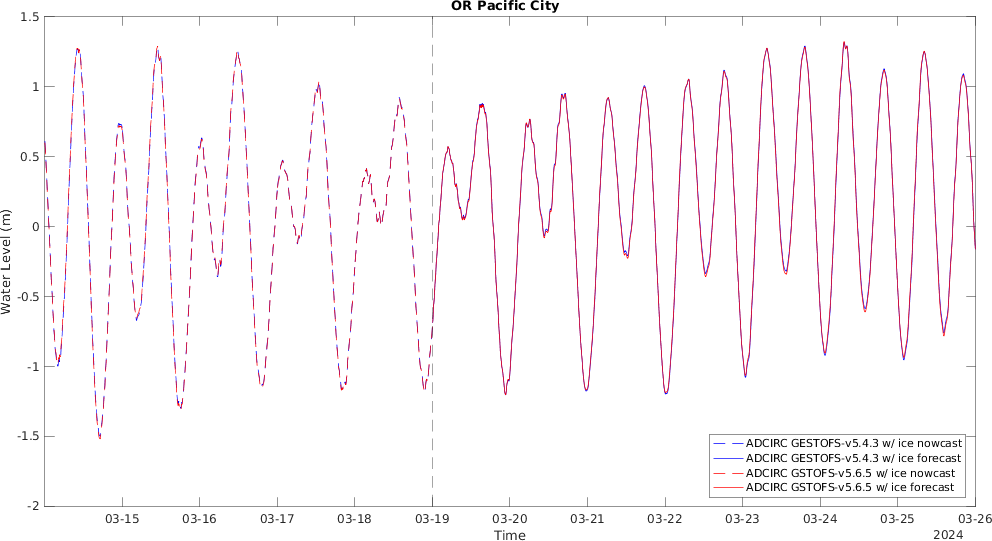 OR Pacific City
1.5
1
0.5
0
-0.5
-1
-1.5
-2
Water Level (m)
ADCIRC GESTOFS-v5.4.3 w/ ice nowcast
ADCIRC GESTOFS-v5.4.3 w/ ice forecast
ADCIRC GSTOFS-v5.6.5 w/ ice nowcast
ADCIRC GSTOFS-v5.6.5 w/ ice forecast
03-15 03-16 03-17 03-18 03-19 03-20 03-21 03-22 03-23 03-24 03-25 03-26
Time
2024